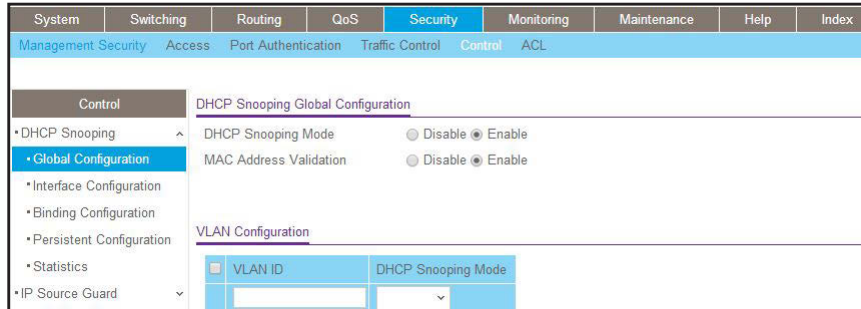 System Switching Routing QoS Security Monitoring Maintenance Help Index
Management Security Access Port Authentication Traffic Control Control ACL
Control
DHCP Snooping Global Configuration
•DHCP Snooping
DHCP Snooping Mode Disable Enable
•Global Configuration
MAC Address Validation Disable Enable
•Interface Configuration
•Binding Configuration
•Persistent Configuration
VLAN Configuration
•Statistics
VLAN ID DHCP Snooping Mode
•IP Source Guard